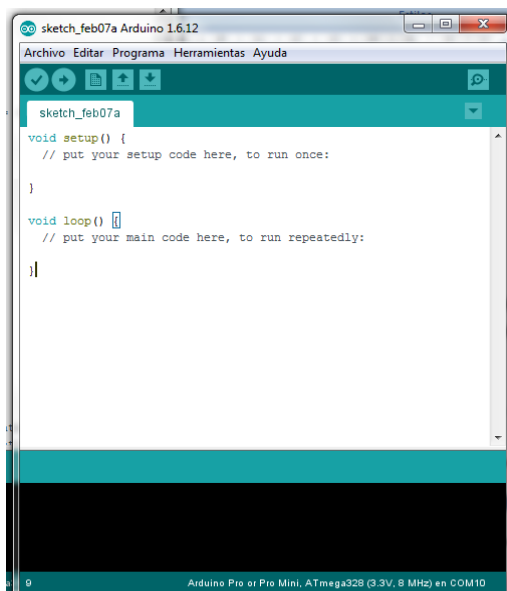 sketch_feb07a Arduino 1.6.12
Archivo Editar Programa Herramientas Ayuda
sketch_feb07a
void setup() {
// put your setup code here, to run once:
}
void loop() {
// put your main code here, to run repeatedly:
}
9
Arduino Pro or Pro Mini, ATmega328 (3.3V, 8 MHz) en COM10